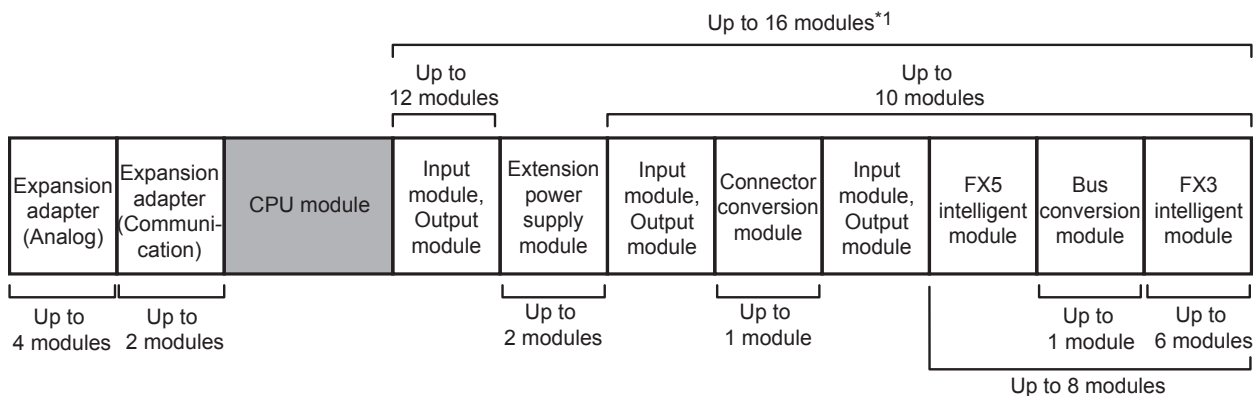 Up to 16 modules*1
Up to
12 modules
Up to
10 modules
Expansion
adapter
(Analog)
Expansion
adapter
(Communi-
cation)
CPU module
Input
module,
Output
module
Extension
power
supply
module
Input
module,
Output
module
Connector
conversion
module
Input
module,
Output
module
FX5
intelligent
module
Bus
conversion
module
FX3
intelligent
module
Up to
4 modules
Up to
2 modules
Up to
2 modules
Up to
1 module
Up to
1 module
Up to
6 modules
Up to 8 modules